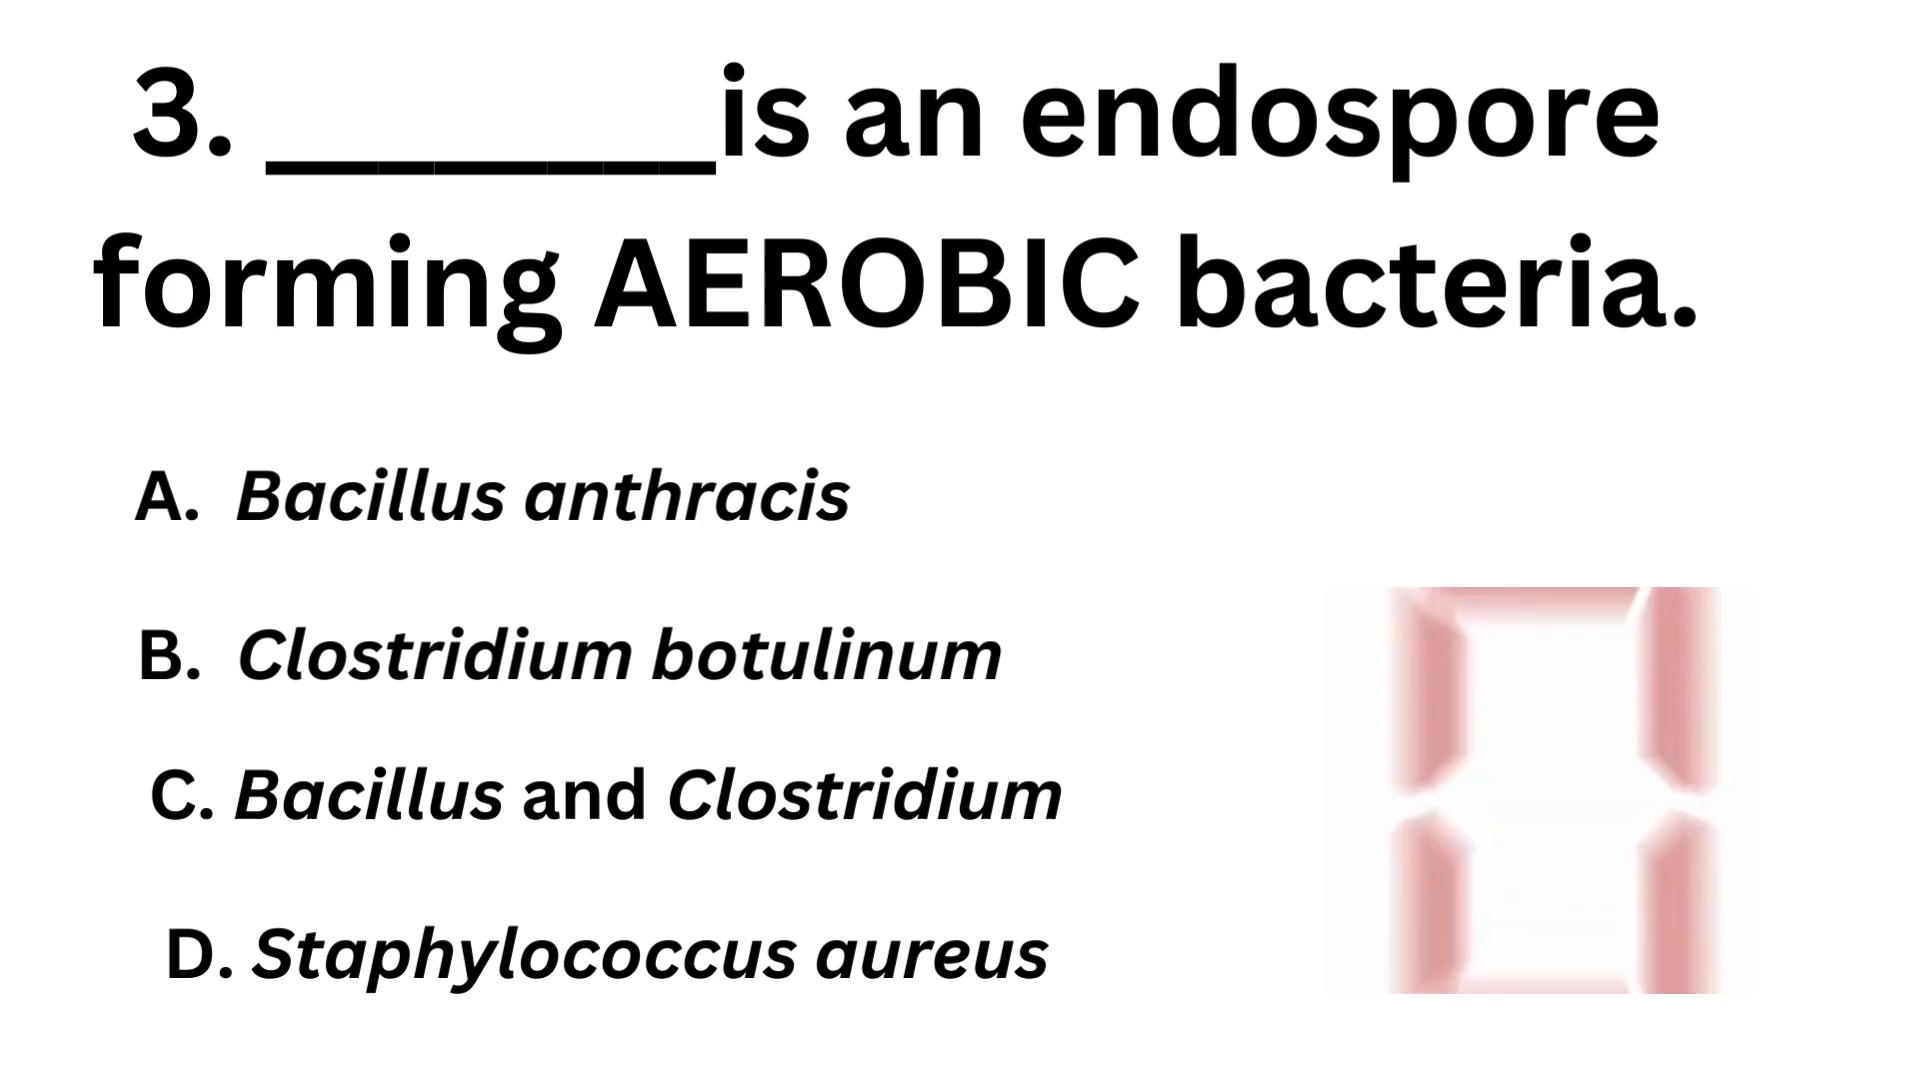 3. ________is an endospore
forming AEROBIC bacteria.
A. Bacillus anthracis
B. Clostridium botulinum
C. Bacillus and Clostridium
D. Staphylococcus aureus